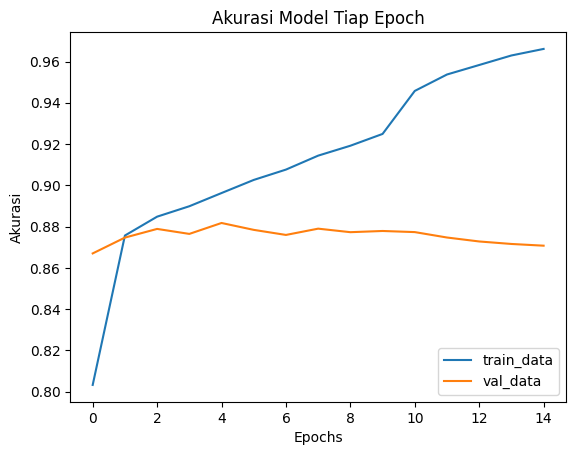 Akurasi Model Tiap Epoch
Akurasi
0.96
0.94
0.92
0.90
0.88
0.86
0.84
0.82
0.80
train_data
val_data
0 2 4 6 8 10 12 14
Epochs